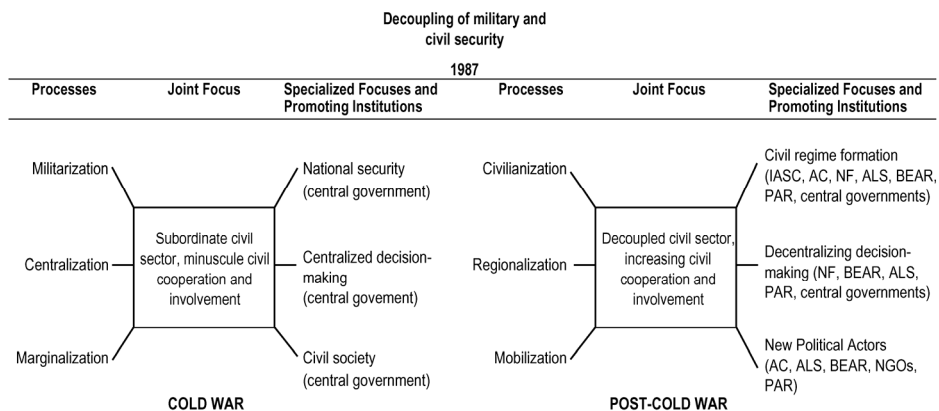 Decoupling of military and
civil security
1987
Processes
Joint Focus
Specialized Focuses and
Promoting Institutions
Processes
Joint Focus
Specialized Focuses and
Promoting Institutions
Militarization
Centralization
Marginalization
Subordinate civil
sector, minuscule civil
cooperation and
involvement
National security
(central government)
Centralized decision-
making
(central govement)
Civil society
(central government)
COLD WAR
Civilianization
Regionalization
Mobilization
Decoupled civil sector,
increasing civil
cooperation and
involvement
Civil regime formation
(IASC, AC, NF, ALS, BEAR,
PAR, central governments)
Decentralizing decision-
making (NF, BEAR, ALS,
PAR, central governments)
New Political Actors
(AC, ALS, BEAR, NGOs,
PAR)
POST-COLD WAR